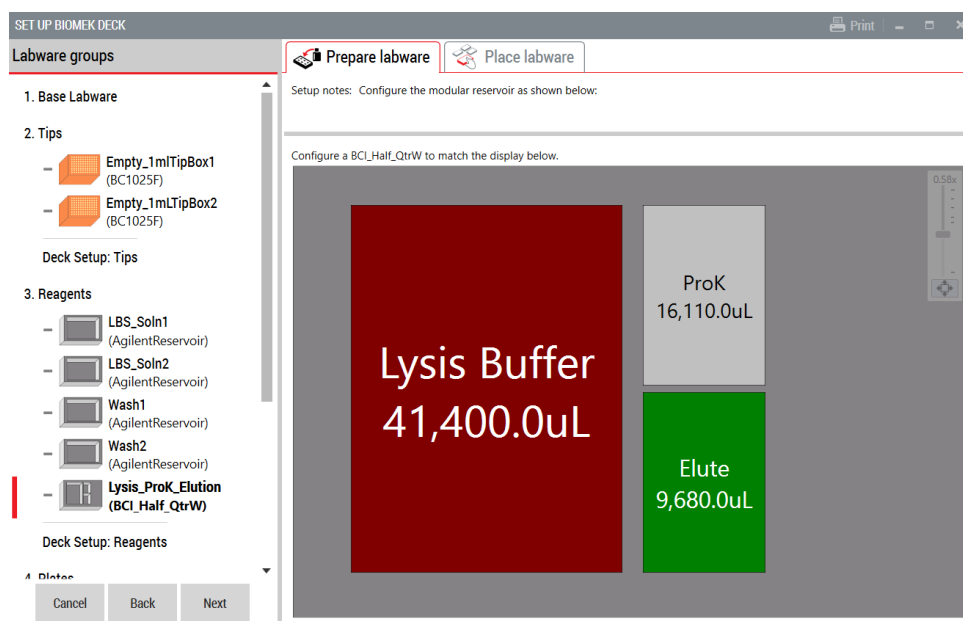 SET UP BIOMEK DECK
Print
Labware groups
Prepare labware
Place labware
1. Base Labware
2. Tips
Empty_1mlTipBox1
(BC1025F)
Empty_1mLTipBox2
(BC1025F)
Deck Setup: Tips
3. Reagents
LBS_Soln1
(AgilentReservoir)
LBS_Soln2
(AgilentReservoir)
Wash1
(AgilentReservoir)
Wash2
(AgilentReservoir)
Lysis_ProK_Elution
(BCI_Half_QtrW)
Deck Setup: Reagents
4. Plates
Cancel
Back
Next
Setup notes: Configure the modular reservoir as shown below:
Configure a BCI_Half_QtrW to match the display below.
0.58x
Lysis Buffer
41,400.0uL
ProK
16,110.0uL
Elute
9,680.0uL